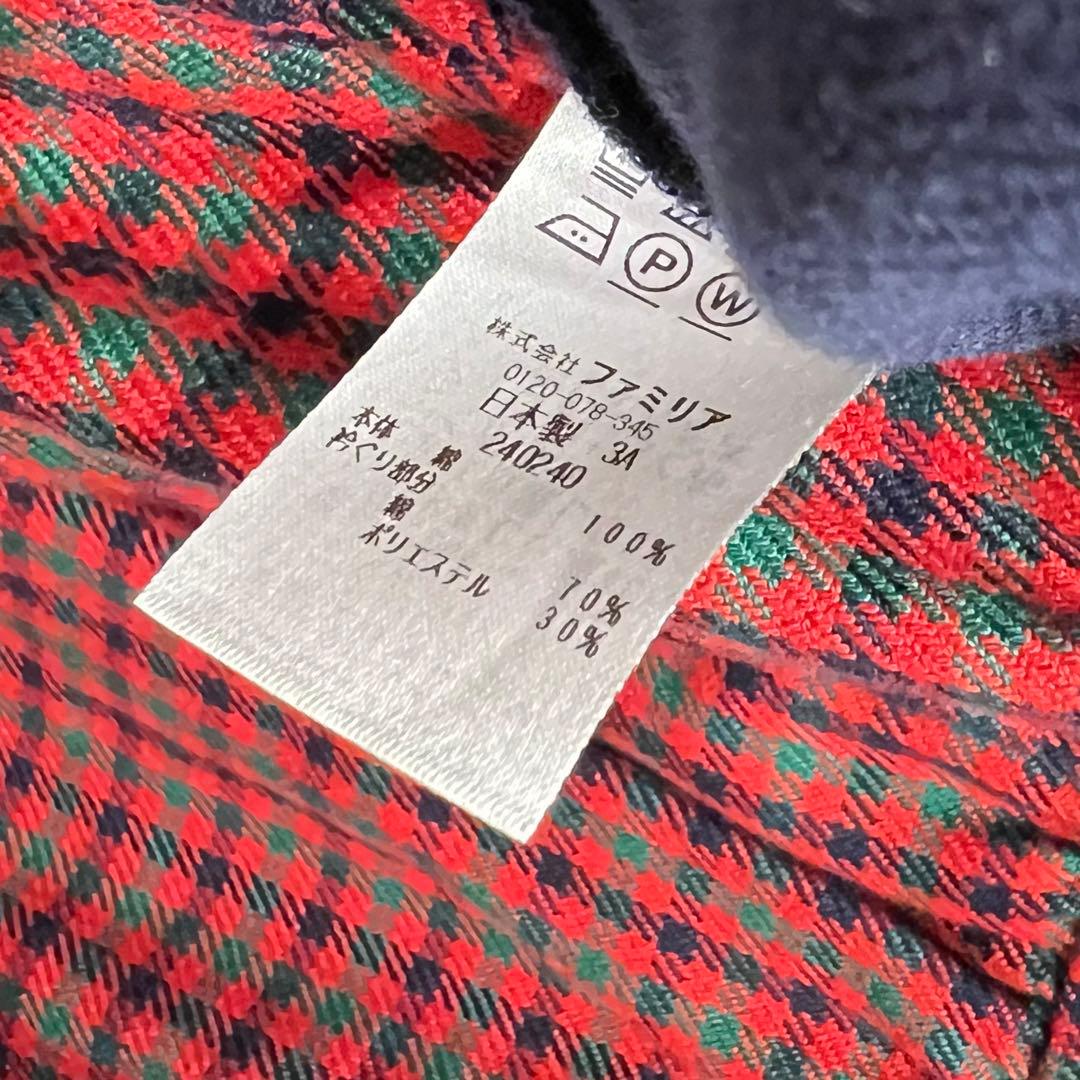 P W
株式会社 ファミリア
0120-078-345
日本製 3A
240240
本体 綿 100%
衿ぐり部分
綿 70%
ポリエステル 30%